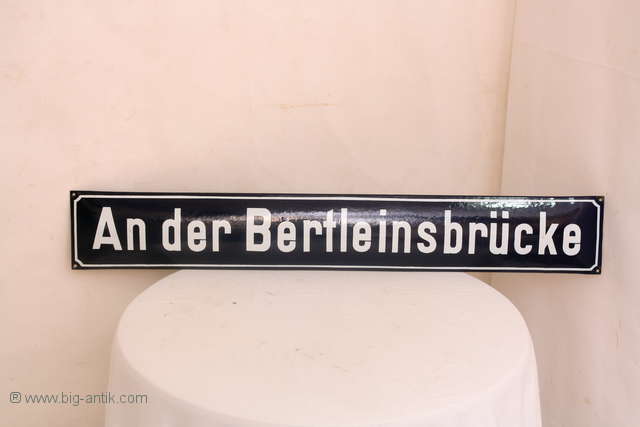 An der Bertleinsbrücke
® www.big-antik.com